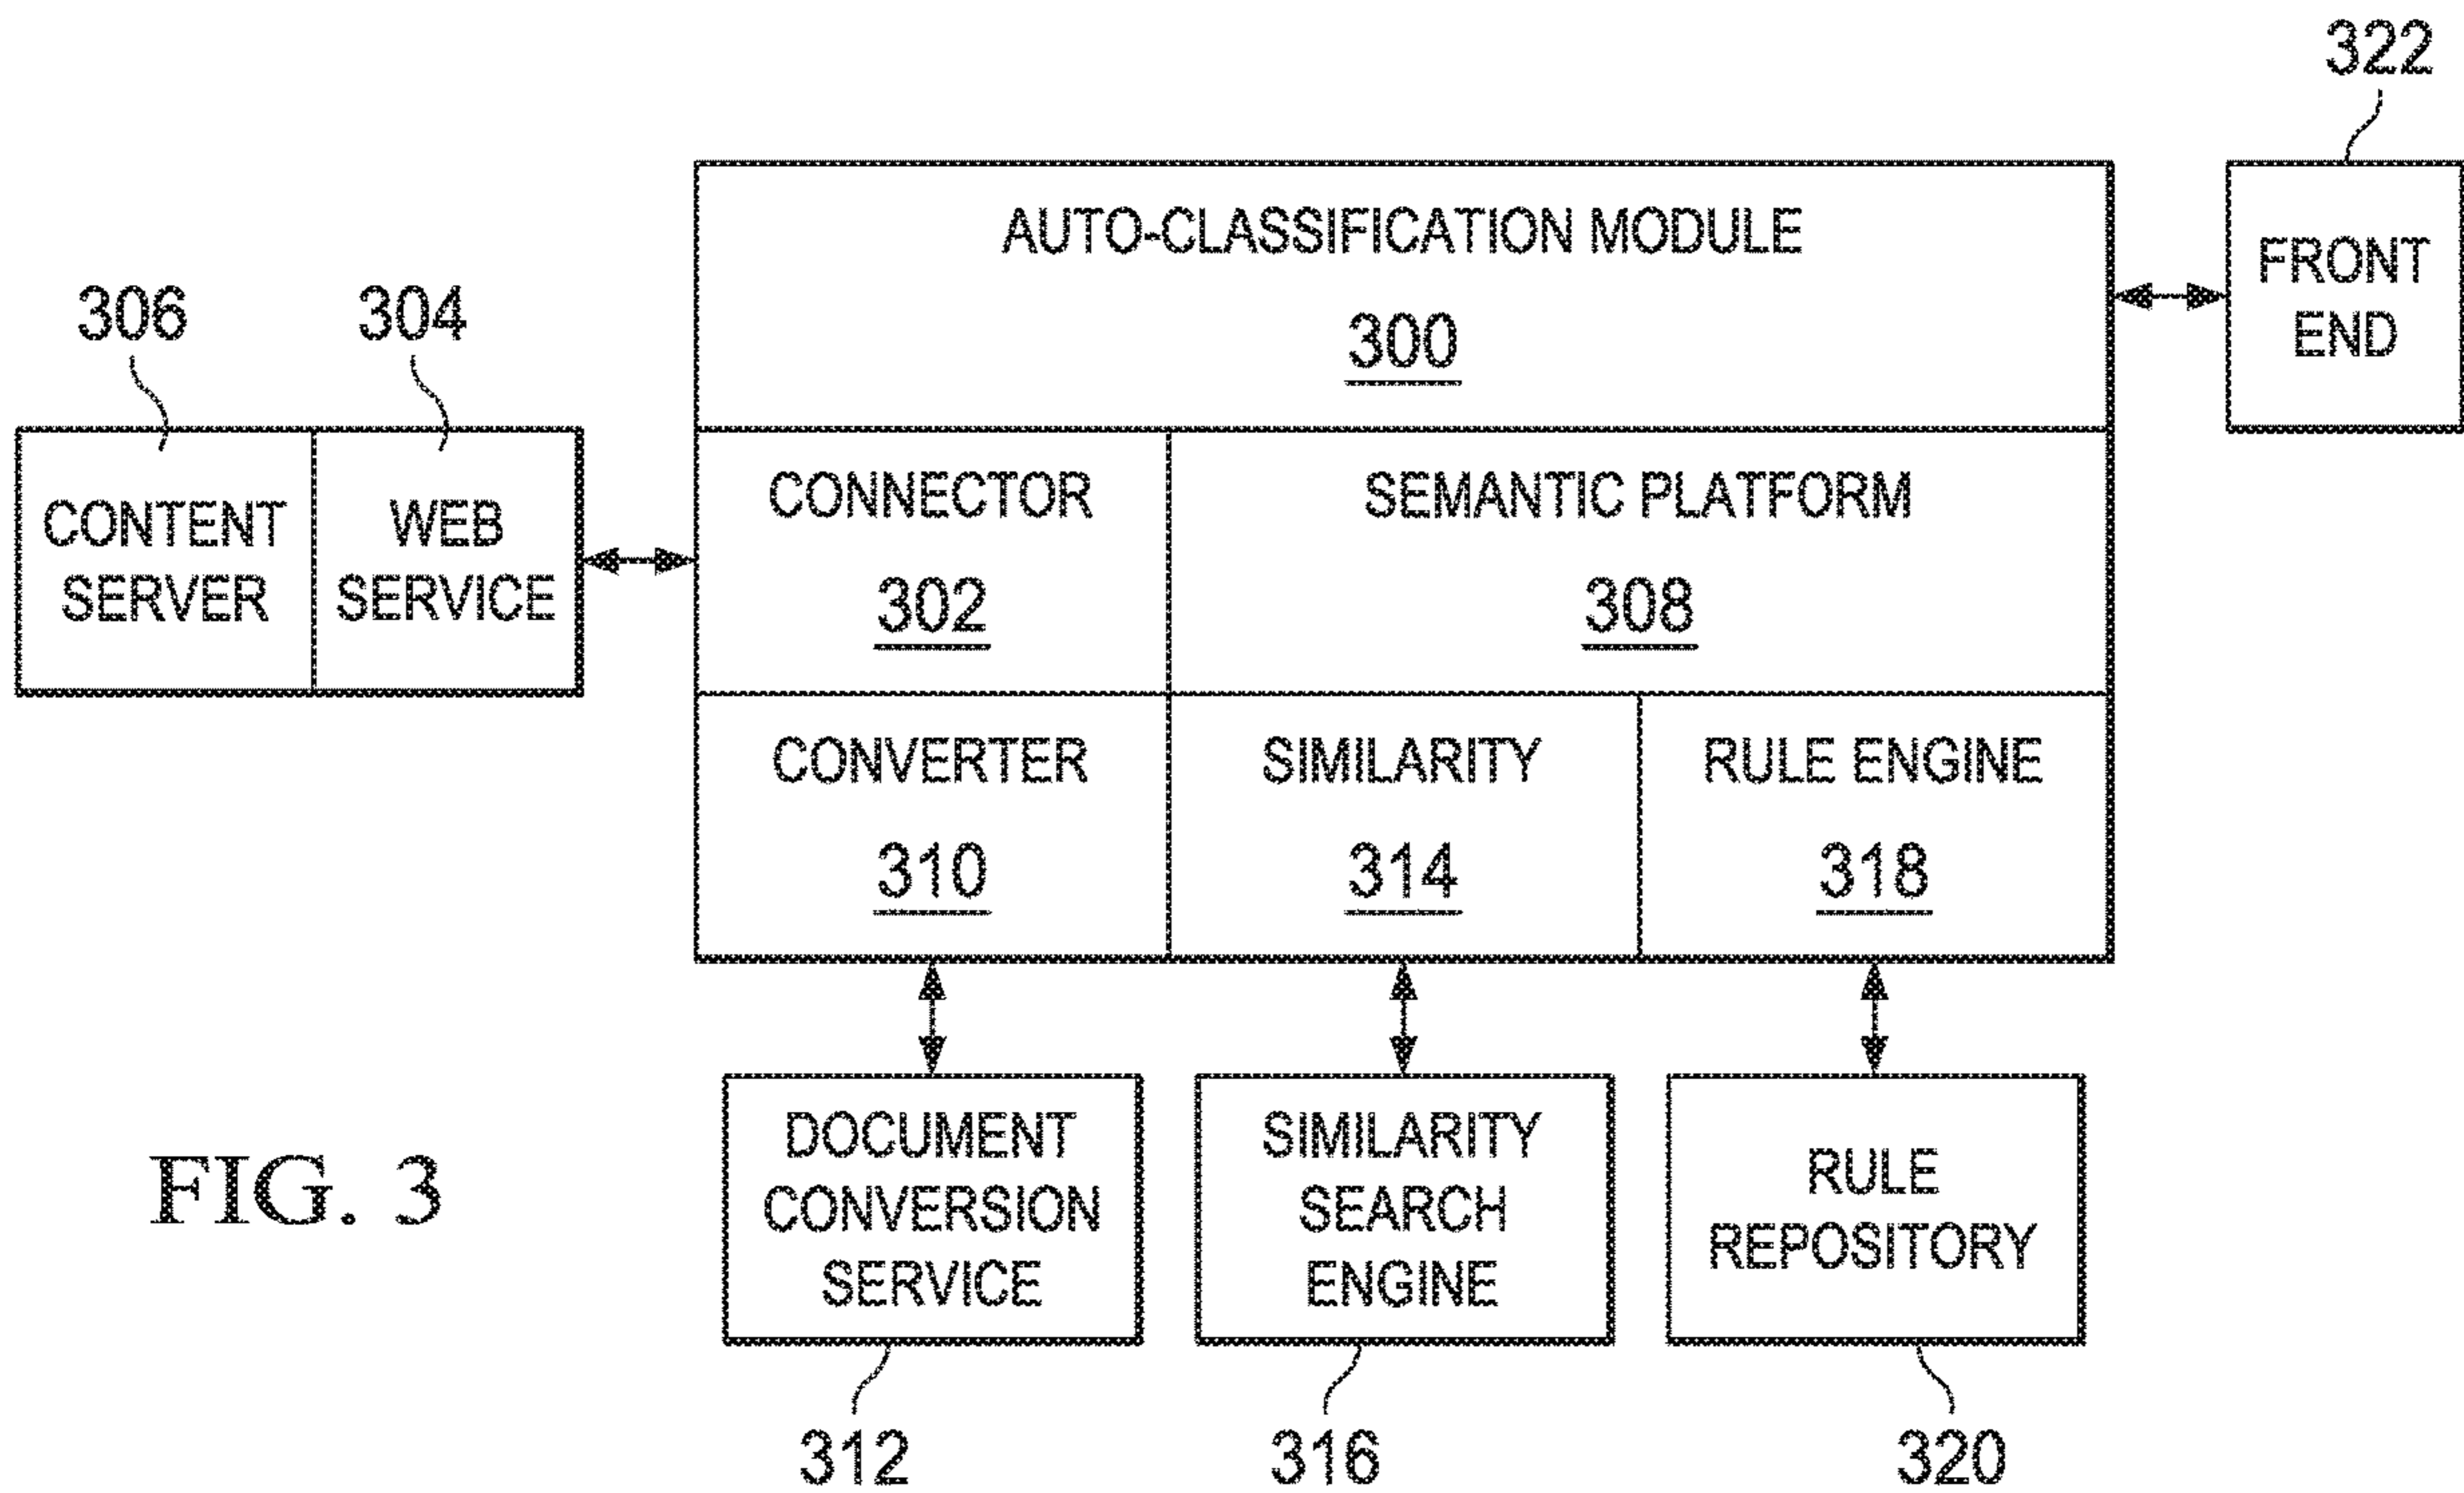 322
AUTO-CLASSIFICATION MODULE
300
FRONT
END
306
304
CONTENT
SERVER
WEB
SERVICE
CONNECTOR
302
SEMANTIC PLATFORM
308
CONVERTER
310
SIMILARITY
314
RULE ENGINE
318
DOCUMENT
CONVERSION
SERVICE
SIMILARITY
SEARCH
ENGINE
RULE
REPOSITORY
FIG. 3
312
316
320